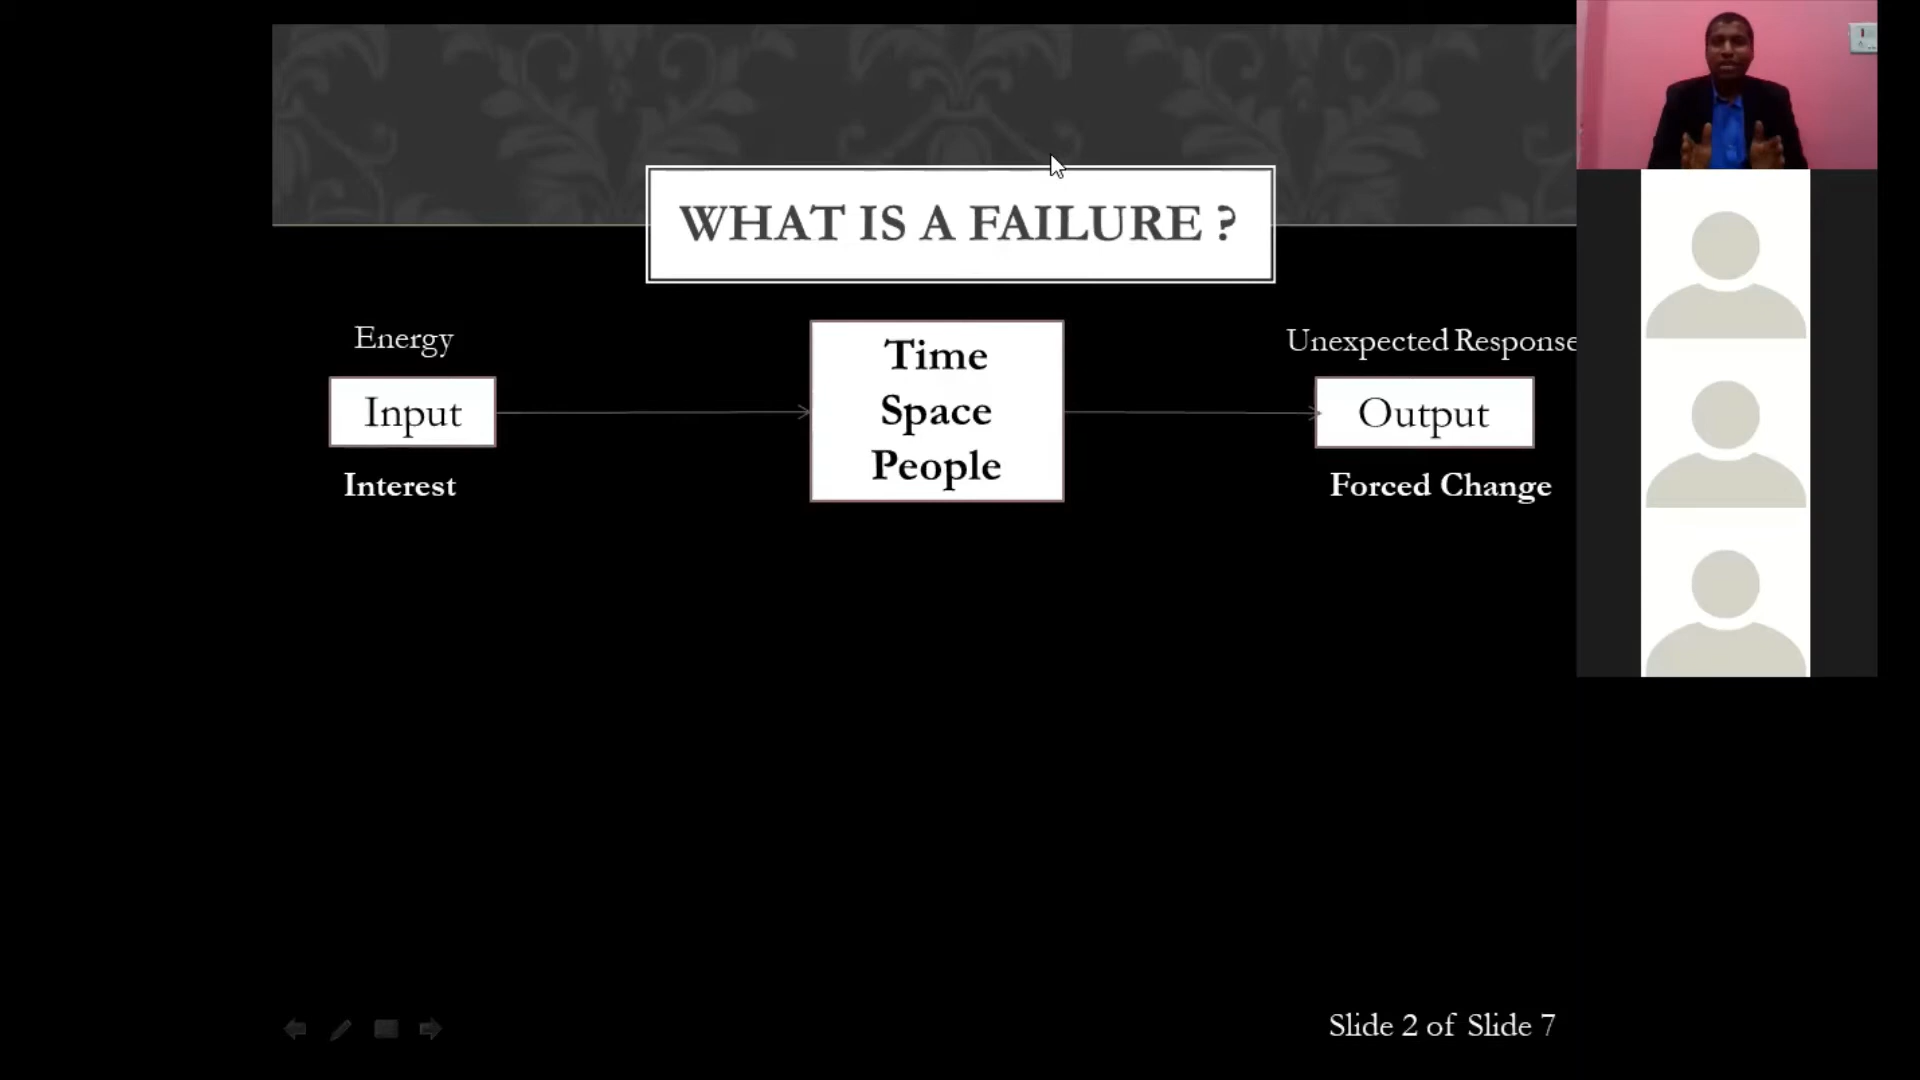 WHAT IS A FAILURE ?
Energy
Input
Interest
Time
Space
People
Unexpected Response
Output
Forced Change
Slide 2 of Slide 7